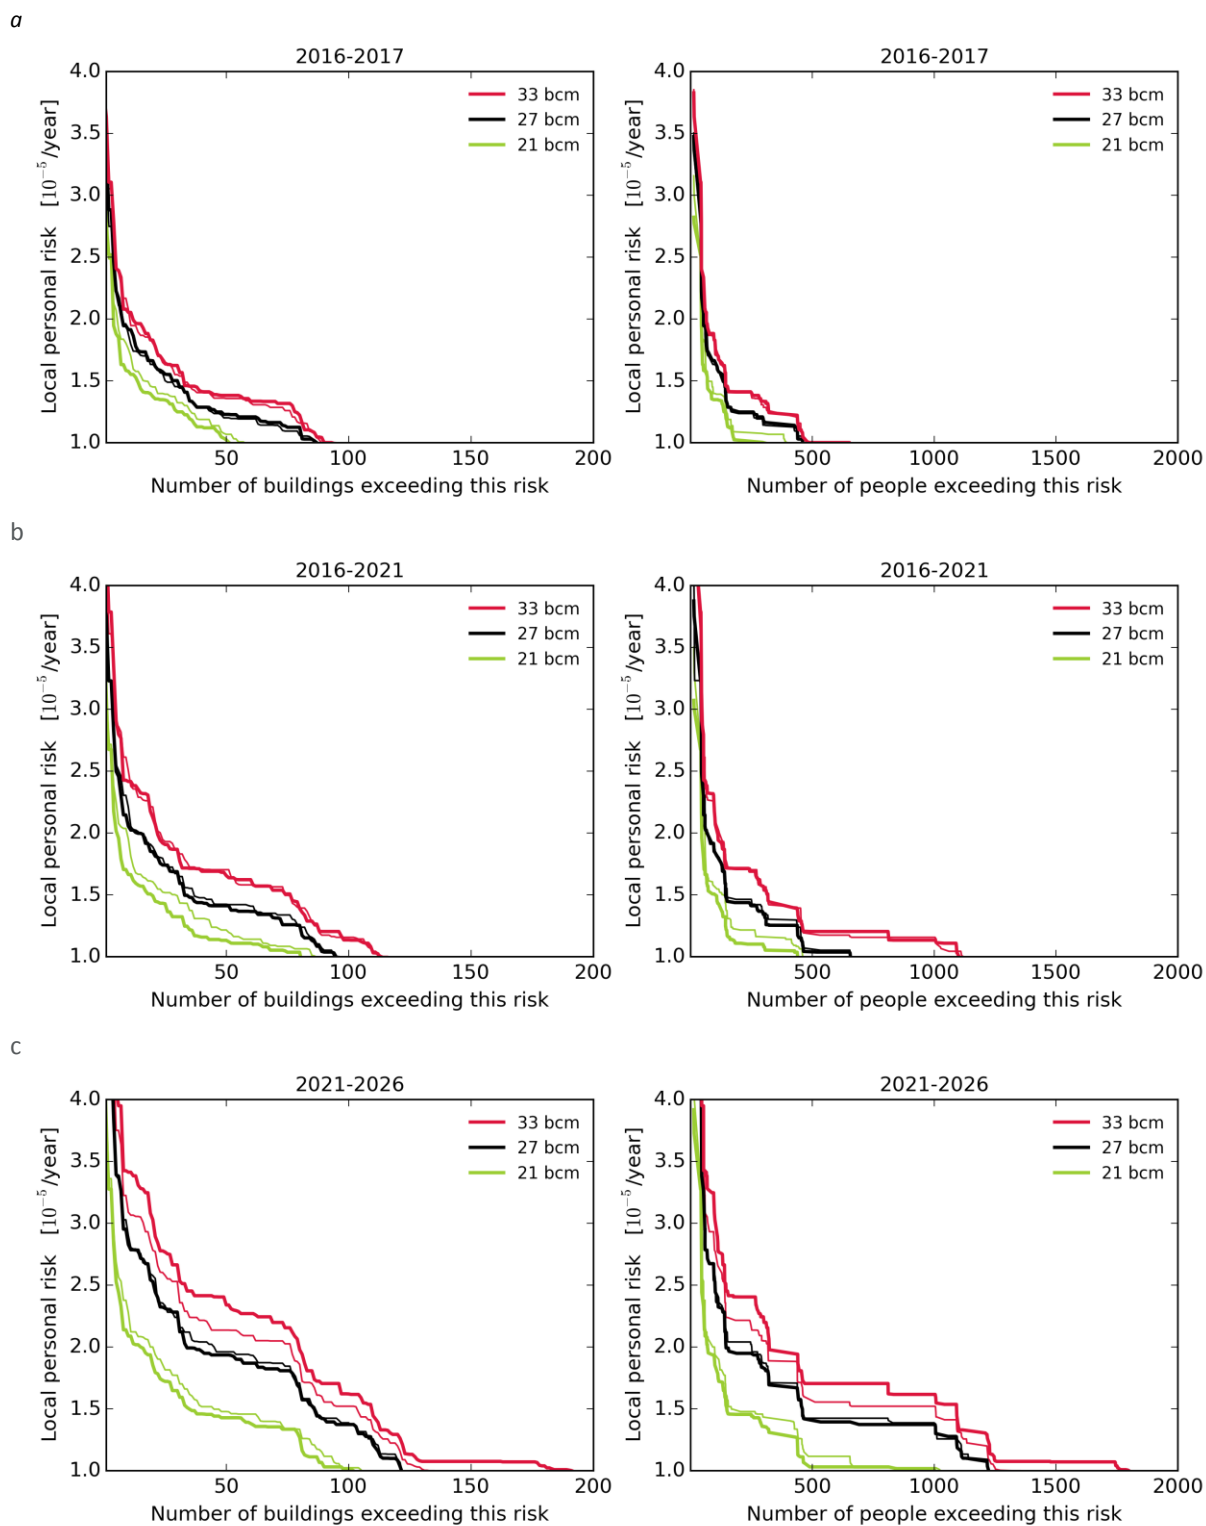 a
2016-2017
2016-2017
4.0
3.5
3.0
2.5
2.0
1.5
1.0
Local personal risk [10⁻⁵/year]
33 bcm
27 bcm
21 bcm
50 100 150 200
Number of buildings exceeding this risk
4.0
3.5
3.0
2.5
2.0
1.5
1.0
Local personal risk [10⁻⁵/year]
33 bcm
27 bcm
21 bcm
500 1000 1500 2000
Number of people exceeding this risk
b
2016-2021
2016-2021
4.0
3.5
3.0
2.5
2.0
1.5
1.0
Local personal risk [10⁻⁵/year]
33 bcm
27 bcm
21 bcm
50 100 150 200
Number of buildings exceeding this risk
4.0
3.5
3.0
2.5
2.0
1.5
1.0
Local personal risk [10⁻⁵/year]
33 bcm
27 bcm
21 bcm
500 1000 1500 2000
Number of people exceeding this risk
c
2021-2026
2021-2026
4.0
3.5
3.0
2.5
2.0
1.5
1.0
Local personal risk [10⁻⁵/year]
33 bcm
27 bcm
21 bcm
50 100 150 200
Number of buildings exceeding this risk
4.0
3.5
3.0
2.5
2.0
1.5
1.0
Local personal risk [10⁻⁵/year]
33 bcm
27 bcm
21 bcm
500 1000 1500 2000
Number of people exceeding this risk